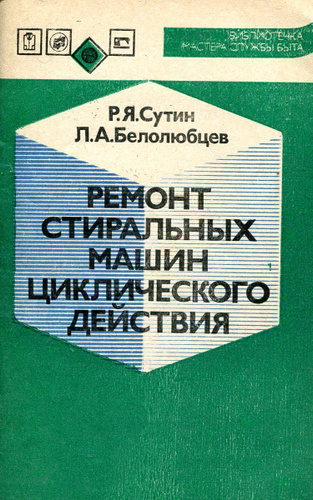 БИБЛИОТЕЧКА
МАСТЕРА СЛУЖБЫ БЫТА
Р.Я.Сутин
Л.А.Белолюбцев
РЕМОНТ
СТИРАЛЬНЫХ
МАШИН
ЦИКЛИЧЕСКОГО
ДЕЙСТВИЯ